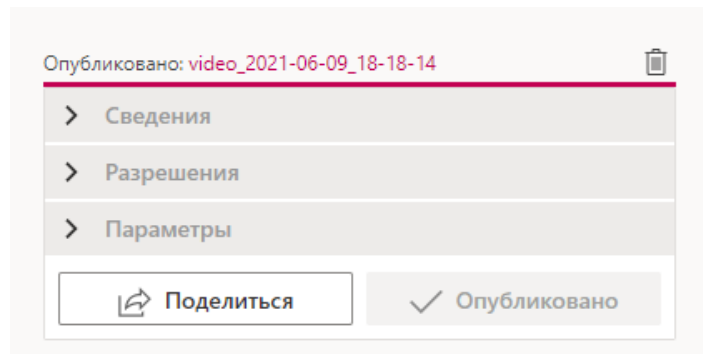 Опубликовано: video_2021-06-09_18-18-14
Сведения
Разрешения
Параметры
Поделиться
Опубликовано